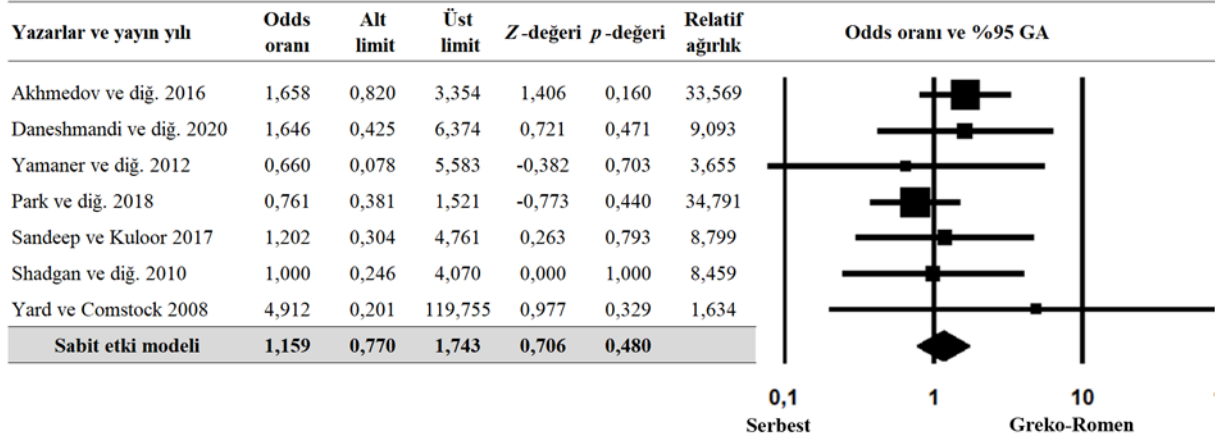 Yazarlar ve yayın yılı Odds oranı Alt limit Üst limit Z-değeri p-değeri Relatif ağırlık Odds oranı ve %95 GA
Akhmedov ve diğ. 2016 1,658 0,820 3,354 1,406 0,160 33,569
Daneshmandi ve diğ. 2020 1,646 0,425 6,374 0,721 0,471 9,093
Yamaner ve diğ. 2012 0,660 0,078 5,583 -0,382 0,703 3,655
Park ve diğ. 2018 0,761 0,381 1,521 -0,773 0,440 34,791
Sandeep ve Kuloor 2017 1,202 0,304 4,761 0,263 0,793 8,799
Shadgan ve diğ. 2010 1,000 0,246 4,070 0,000 1,000 8,459
Yard ve Comstock 2008 4,912 0,201 119,755 0,977 0,329 1,634
Sabit etki modeli 1,159 0,770 1,743 0,706 0,480
0,1 1 10
Serbest Greko-Romen